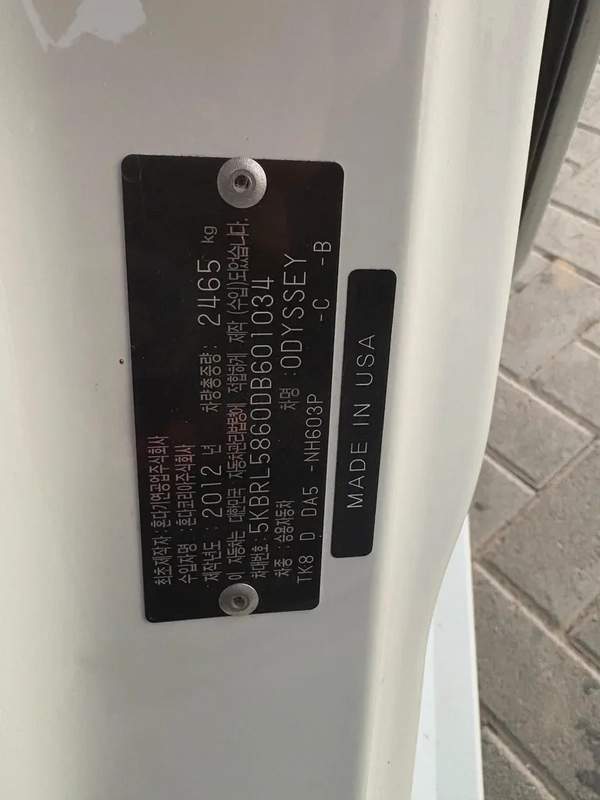 최초제작자 : 혼다기연공업주식회사
수입자명 : 혼다코리아주식회사
제작년도 : 2012 년 차량총중량 : 2465 kg
이 자동차는 대한민국 자동차관리법령에 적합하게 제작 (수입) 되었습니다.
차대번호 : 5KBRL5860DB601034
차종 : 승용자동차 차명 : ODYSSEY
TK8 D DA5 -NH603P -C -B
MADE IN USA